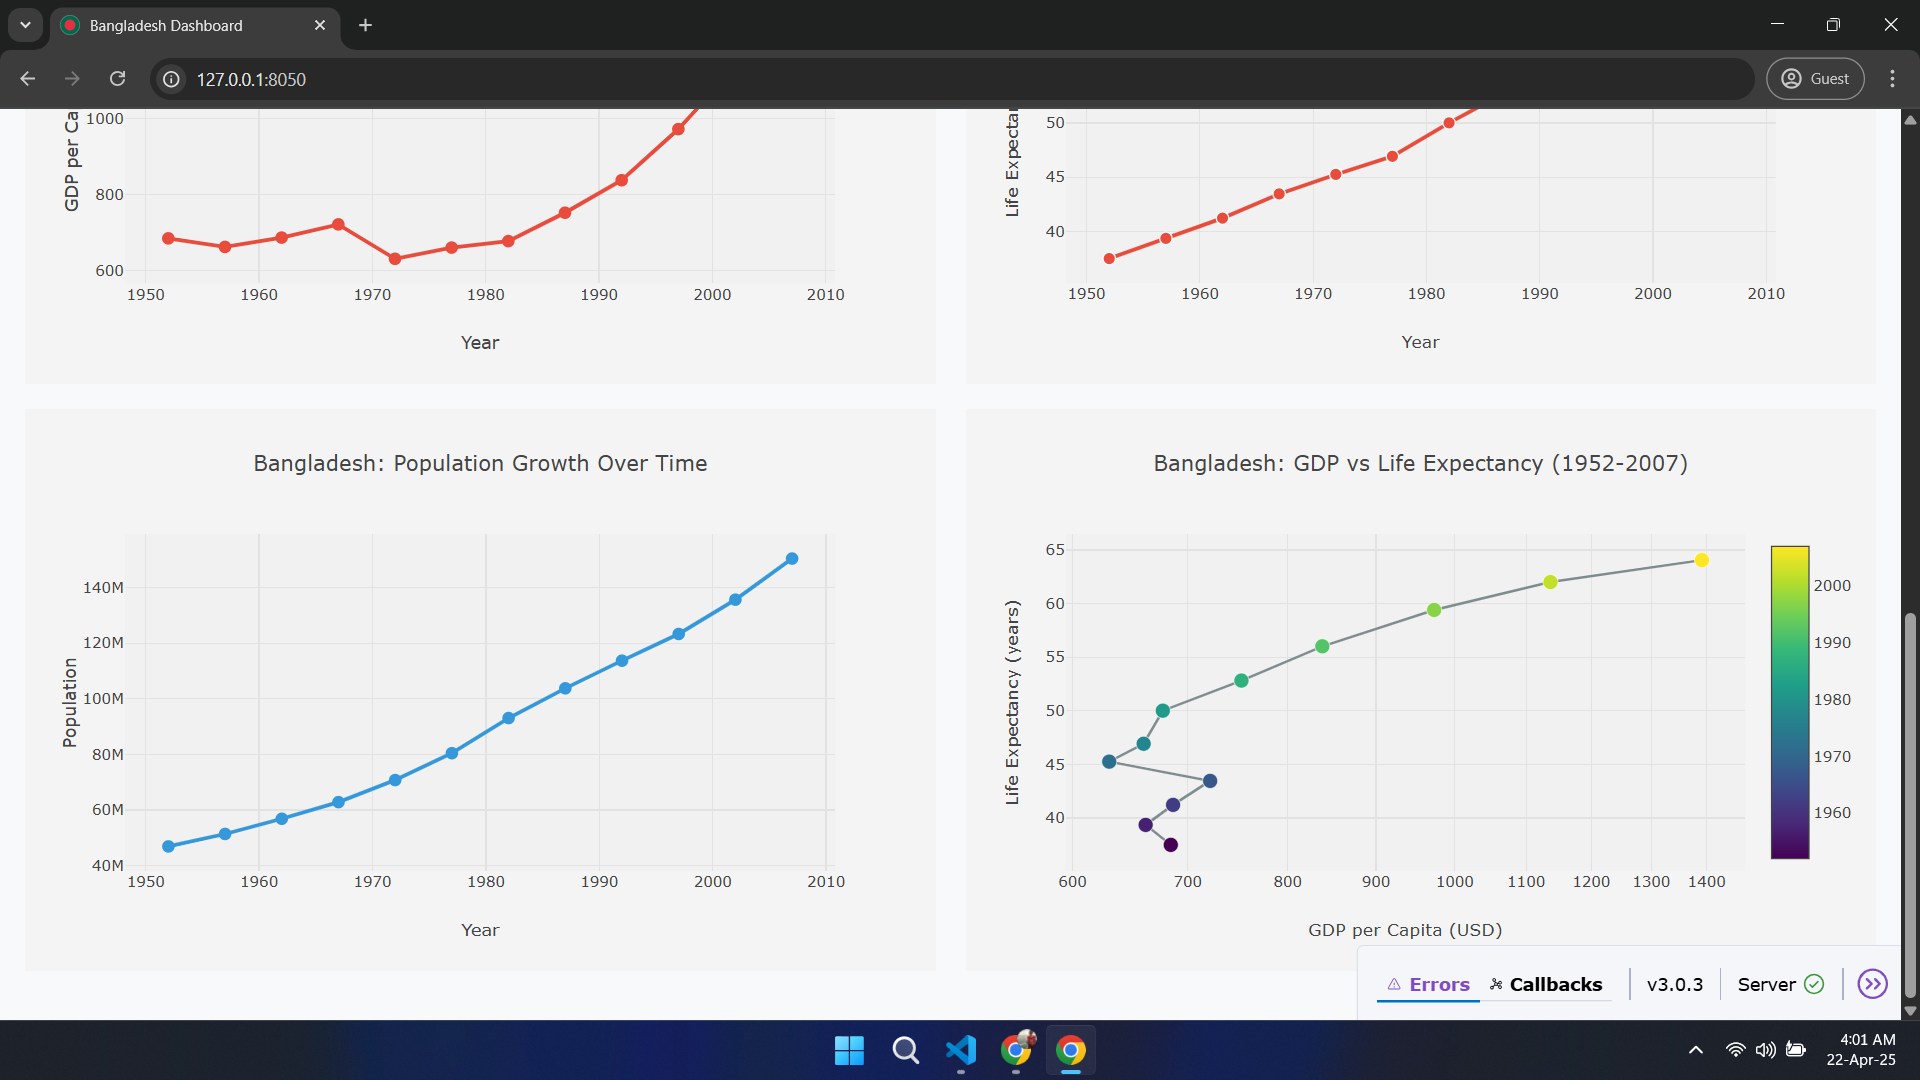 Bangladesh Dashboard
127.0.0.1:8050
Guest
GDP per Ca
1000
800
600
1950 1960 1970 1980 1990 2000 2010
Year
Life Expectar
50
45
40
1950 1960 1970 1980 1990 2000 2010
Year
Bangladesh: Population Growth Over Time
Population
140M
120M
100M
80M
60M
40M
1950 1960 1970 1980 1990 2000 2010
Year
Bangladesh: GDP vs Life Expectancy (1952-2007)
Life Expectancy (years)
65
60
55
50
45
40
600 700 800 900 1000 1100 1200 1300 1400
GDP per Capita (USD)
2000
1990
1980
1970
1960
Errors Callbacks v3.0.3 Server
4:01 AM
22-Apr-25